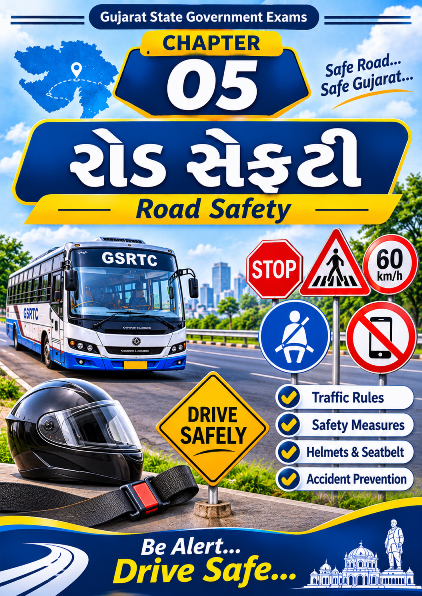 Gujarat State Government Exams
CHAPTER
05
Safe Road...
Safe Gujarat...
રોડ સેફ્ટી
Road Safety
GSRTC
GSRTC
STOP
60
km/h
DRIVE
SAFELY
Traffic Rules
Safety Measures
Helmets & Seatbelt
Accident Prevention
Be Alert...
Drive Safe...